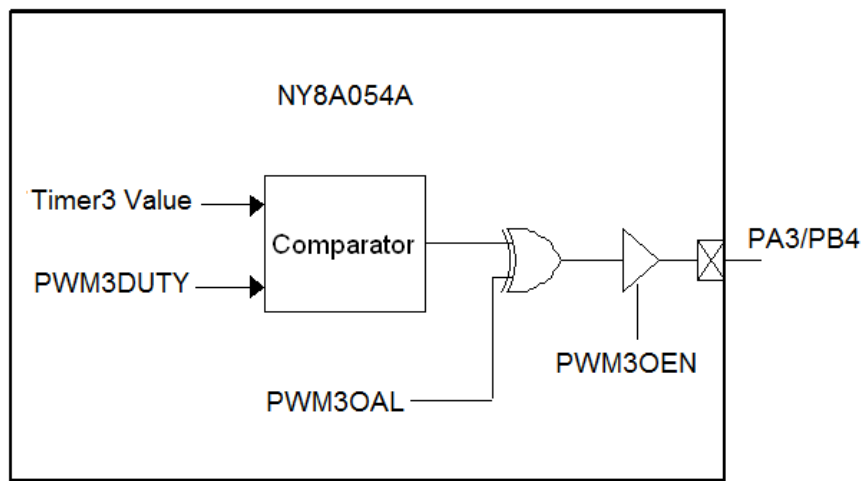 NY8A054A
Timer3 Value
Comparator
PWM3DUTY
PA3/PB4
PWM3OEN
PWM3OAL